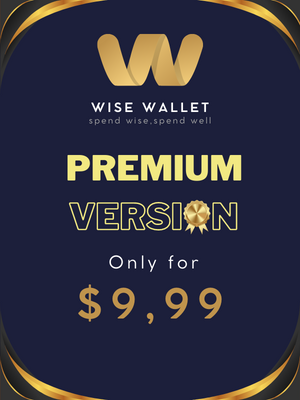 WISE WALLET
spend wise,spend well
PREMIUM
VERSION
Only for
$9,99